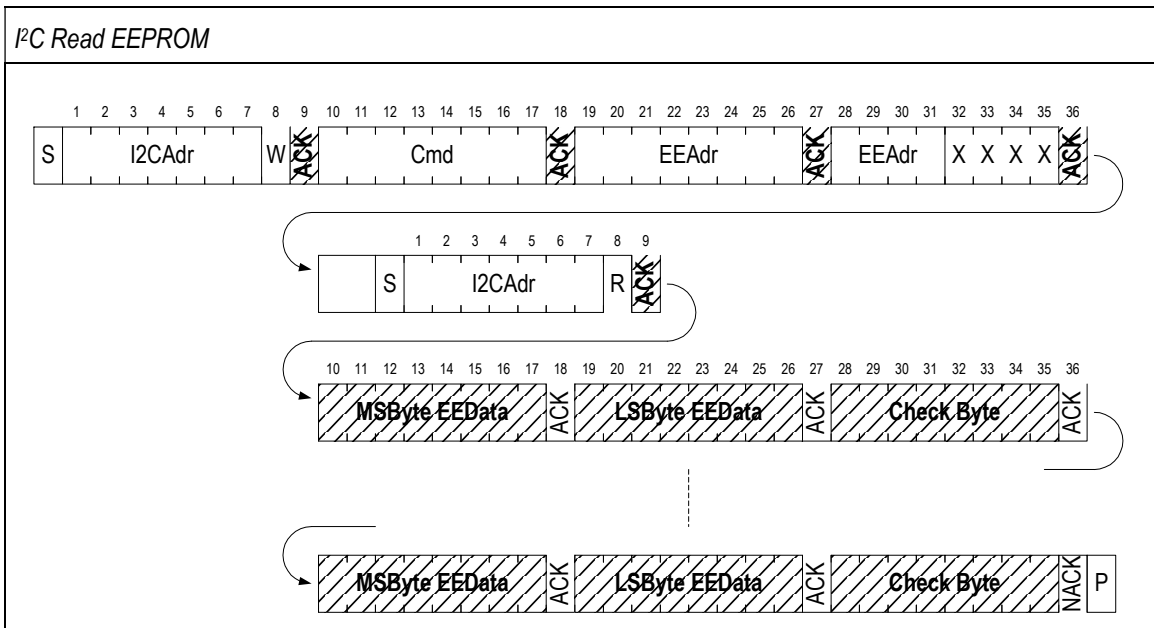 I²C Read EEPROM
1 2 3 4 5 6 7 8 9 10 11 12 13 14 15 16 17 18 19 20 21 22 23 24 25 26 27 28 29 30 31 32 33 34 35 36
S I2CAdr W ACK Cmd ACK EEAdr ACK EEAdr X X X X ACK
1 2 3 4 5 6 7 8 9
S I2CAdr R ACK
10 11 12 13 14 15 16 17 18 19 20 21 22 23 24 25 26 27 28 29 30 31 32 33 34 35 36
MSByte EEData ACK LSByte EEData ACK Check Byte ACK
MSByte EEData ACK LSByte EEData ACK Check Byte NACK P